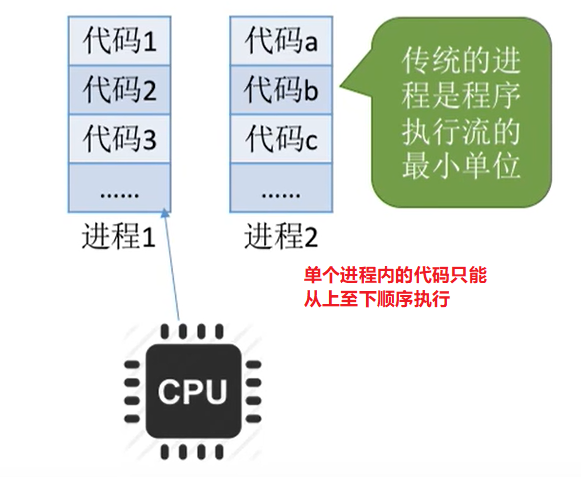 代码1
代码2
代码3
......
进程1
代码a
代码b
代码c
......
进程2
传统的进
程是程序
执行流的
最小单位
单个进程内的代码只能
从上至下顺序执行
CPU